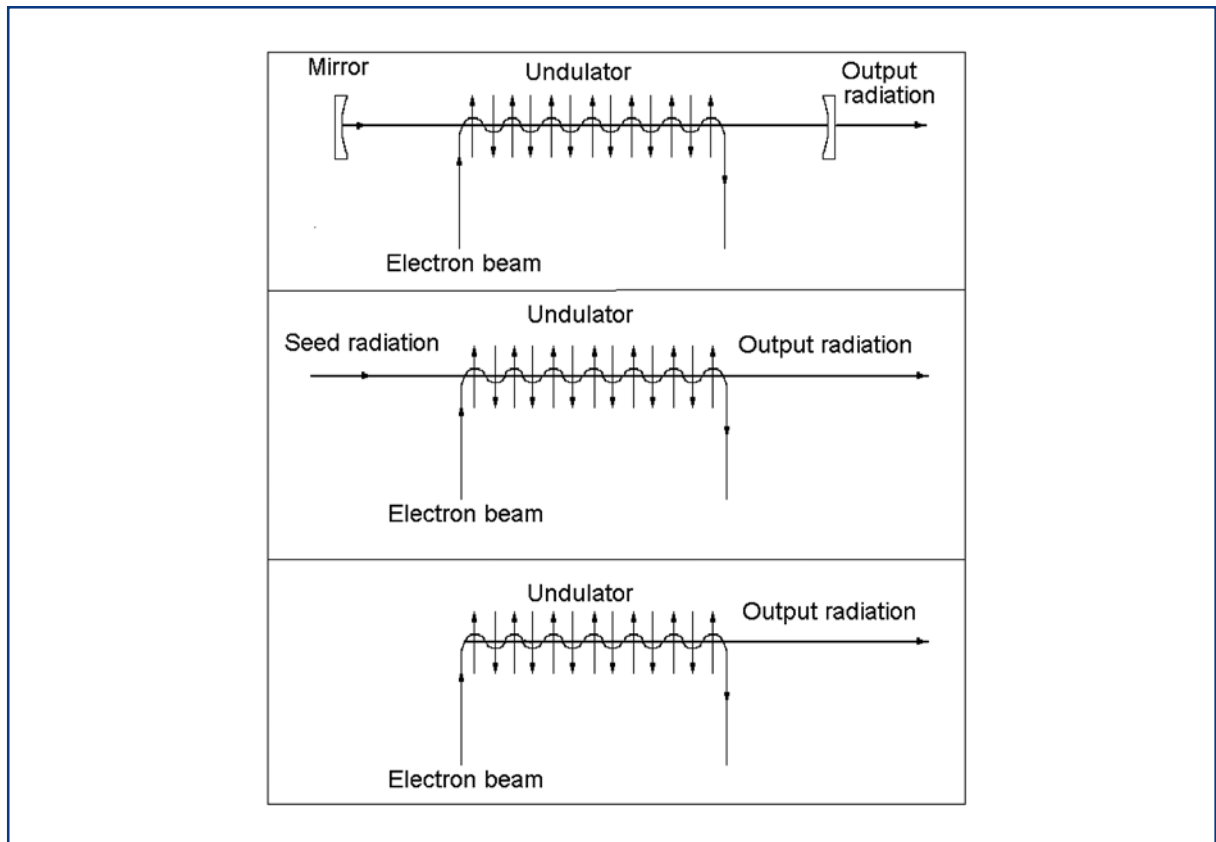 Mirror
Undulator
Output
radiation
Electron beam
Undulator
Seed radiation
Output radiation
Electron beam
Undulator
Output radiation
Electron beam